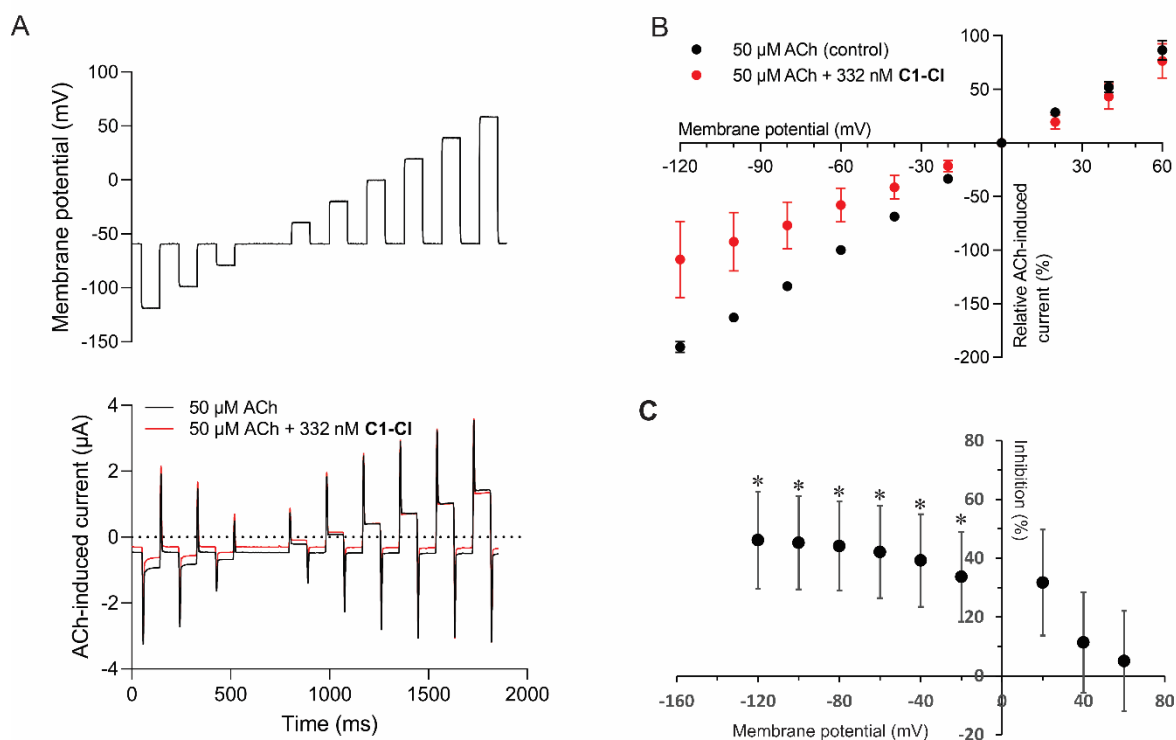 A
Membrane potential (mV)
100
50
0
-50
-100
-150
50 µM ACh
50 µM ACh + 332 nM C1-Cl
ACh-induced current (µA)
4
2
0
-2
-4
0
500
1000
1500
2000
Time (ms)
B
50 µM ACh (control)
50 µM ACh + 332 nM C1-Cl
Membrane potential (mV)
-120
-90
-60
-30
30
60
100
50
-50
-100
-150
-200
Relative ACh-induced
current (%)
C
* * * * * *
80
60
40
20
0
-20
Inhibition (%)
-160
-120
-80
-40
0
40
80
Membrane potential (mV)